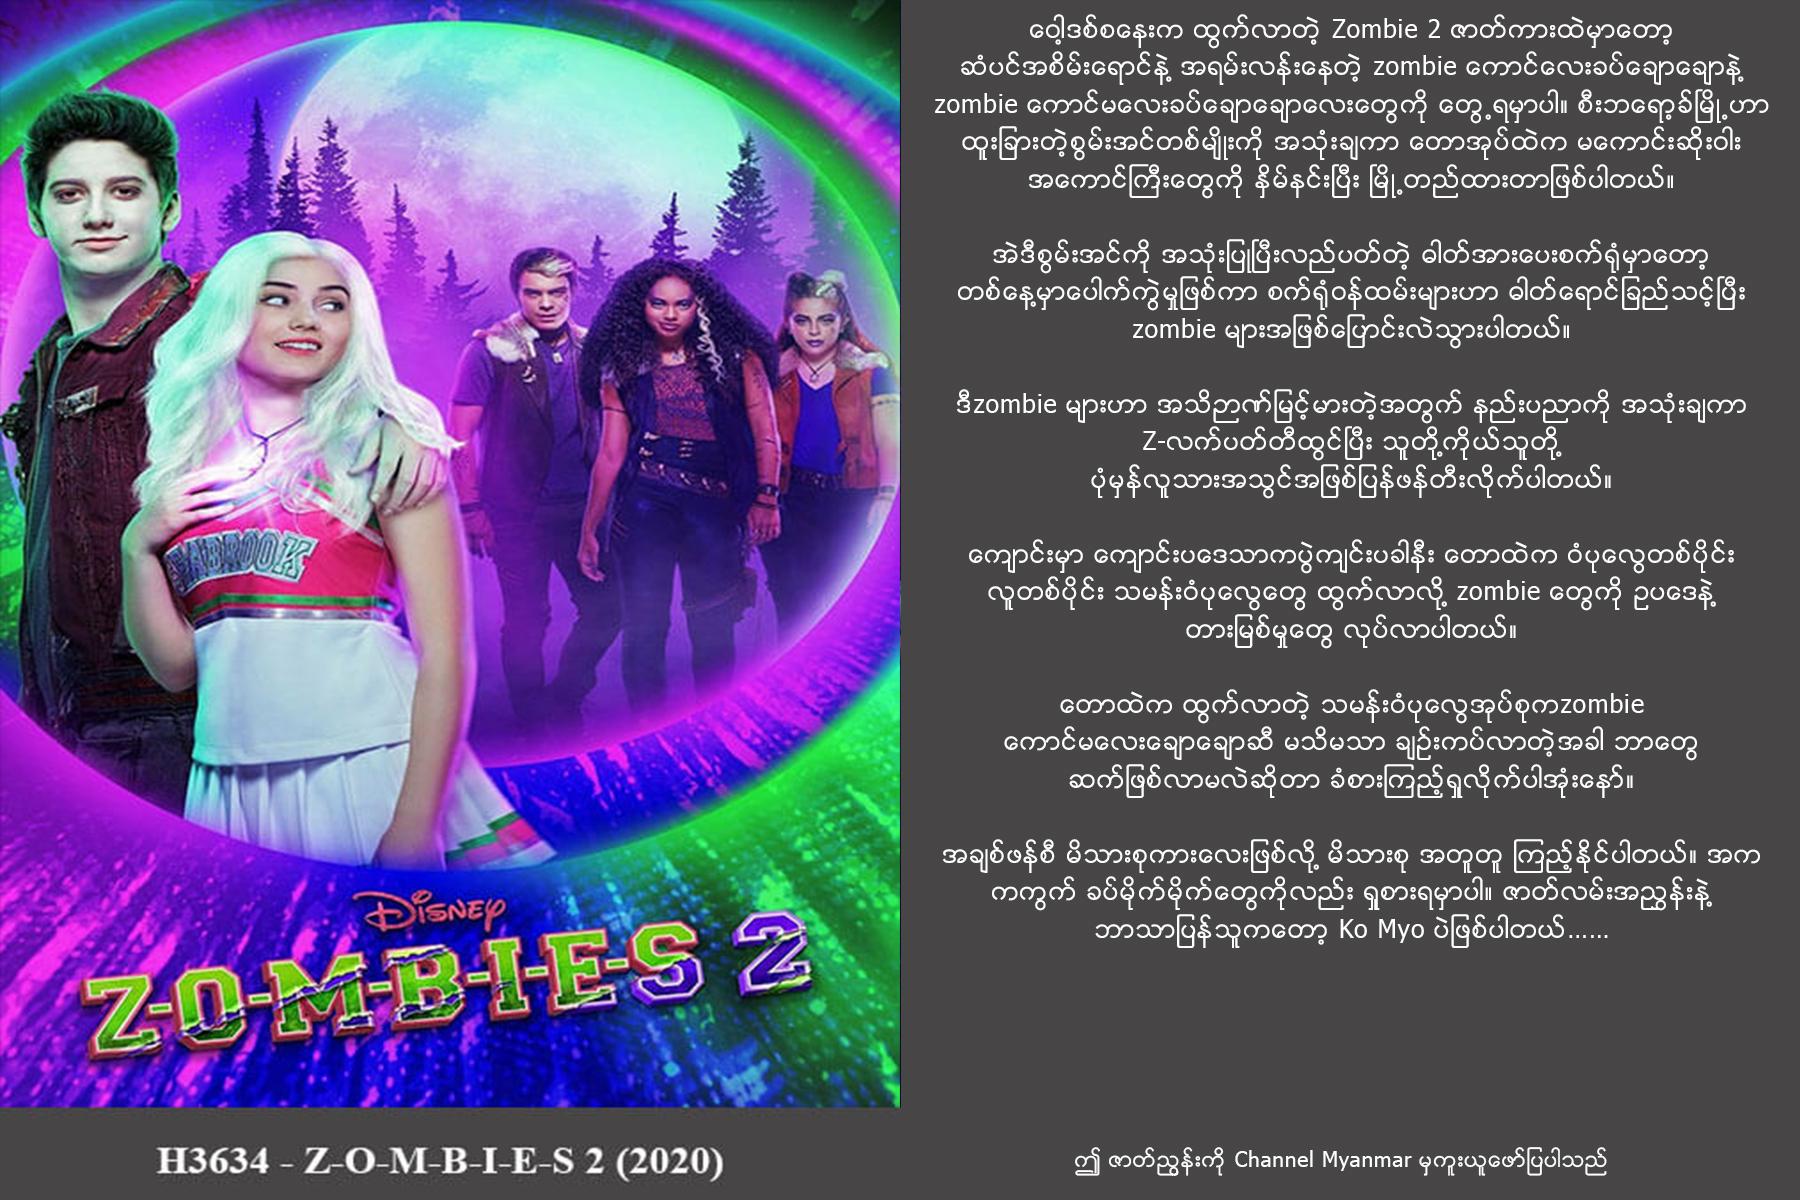 ဝေါ့ဒစ်စနေးက ထွက်လာတဲ့ Zombie 2 ဇာတ်ကားထဲမှာတော့
ဆံပင်အစိမ်းရောင်နဲ့ အရမ်းလန်းနေတဲ့ zombie ကောင်လေးခပ်ချောချောနဲ့
zombie ကောင်မလေးခပ်ချောချောလေးတွေကို တွေ့ရမှာပါ။ စီးဘရော့ခ်မြို့ဟာ
ထူးခြားတဲ့စွမ်းအင်တစ်မျိုးကို အသုံးချကာ တောအုပ်ထဲက မကောင်းဆိုးဝါး
အကောင်ကြီးတွေကို နှိမ်နင်းပြီး မြို့တည်ထားတာဖြစ်ပါတယ်။
အဲဒီစွမ်းအင်ကို အသုံးပြုပြီးလည်ပတ်တဲ့ ဓါတ်အားပေးစက်ရုံမှာတော့
တစ်နေ့မှာပေါက်ကွဲမှုဖြစ်ကာ စက်ရုံဝန်ထမ်းများဟာ ဓါတ်ရောင်ခြည်သင့်ပြီး
zombie များအဖြစ်ပြောင်းလဲသွားပါတယ်။
ဒီzombie များဟာ အသိဉာဏ်မြင့်မားတဲ့အတွက် နည်းပညာကို အသုံးချကာ
Z-လက်ပတ်တီထွင်ပြီး သူတို့ကိုယ်သူတို့
ပုံမှန်လူသားအသွင်အဖြစ်ပြန်ဖန်တီးလိုက်ပါတယ်။
ကျောင်းမှာ ကျောင်းပဒေသာကပွဲကျင်းပခါနီး တောထဲက ဝံပုလွေတစ်ပိုင်း
လူတစ်ပိုင်း သမန်းဝံပုလွေတွေ ထွက်လာလို့ zombie တွေကို ဥပဒေနဲ့
တားမြစ်မှုတွေ လုပ်လာပါတယ်။
တောထဲက ထွက်လာတဲ့ သမန်းဝံပုလွေအုပ်စုကzombie
ကောင်မလေးချောချောဆီ မသိမသာ ချဉ်းကပ်လာတဲ့အခါ ဘာတွေ
ဆက်ဖြစ်လာမလဲဆိုတာ ခံစားကြည့်ရှုလိုက်ပါအုံးနော်။
အချစ်ဖန်စီ မိသားစုကားလေးဖြစ်လို့ မိသားစု အတူတူ ကြည့်နိုင်ပါတယ်။ အက
ကကွက် ခပ်မိုက်မိုက်တွေကိုလည်း ရှုစားရမှာပါ။ ဇာတ်လမ်းအညွှန်းနဲ့
ဘာသာပြန်သူကတော့ Ko Myo ပဲဖြစ်ပါတယ်......
EABROOK
DISNEY
Z-O-M-B-I-E-S 2
H3634 - Z-O-M-B-I-E-S 2 (2020)
ဤ ဇာတ်ညွှန်းကို Channel Myanmar မှကူးယူဖော်ပြပါသည်